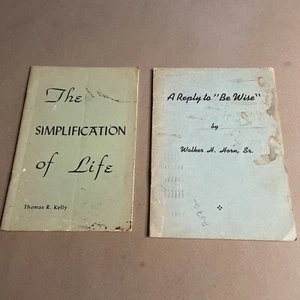 The
SIMPLIFICATION
of Life
Thomas R. Kelly
A Reply to "Be Wise"
by
Walker H. Horn, Sr.